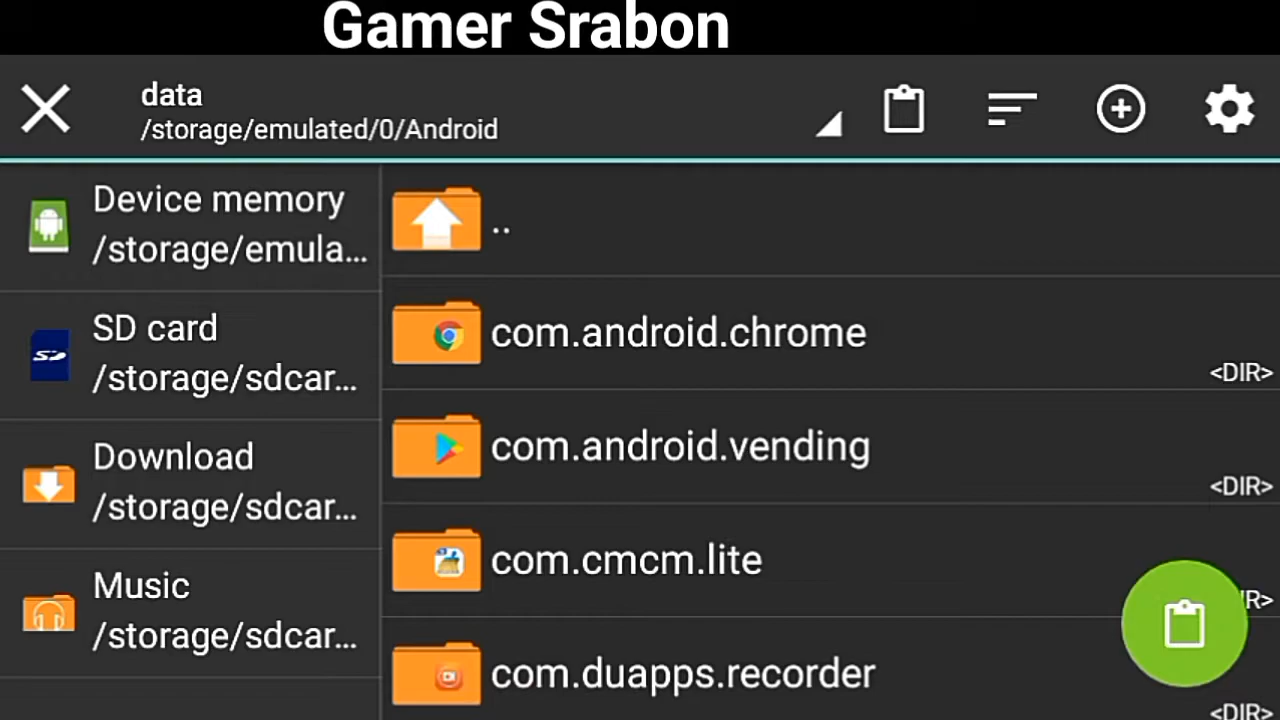 Gamer Srabon
data
/storage/emulated/0/Android
Device memory
/storage/emula...
SD card
/storage/sdcar...
Download
/storage/sdcar...
Music
/storage/sdcar...
..
com.android.chrome
<DIR>
com.android.vending
<DIR>
com.cmcm.lite
IR>
com.duapps.recorder
<DIR>